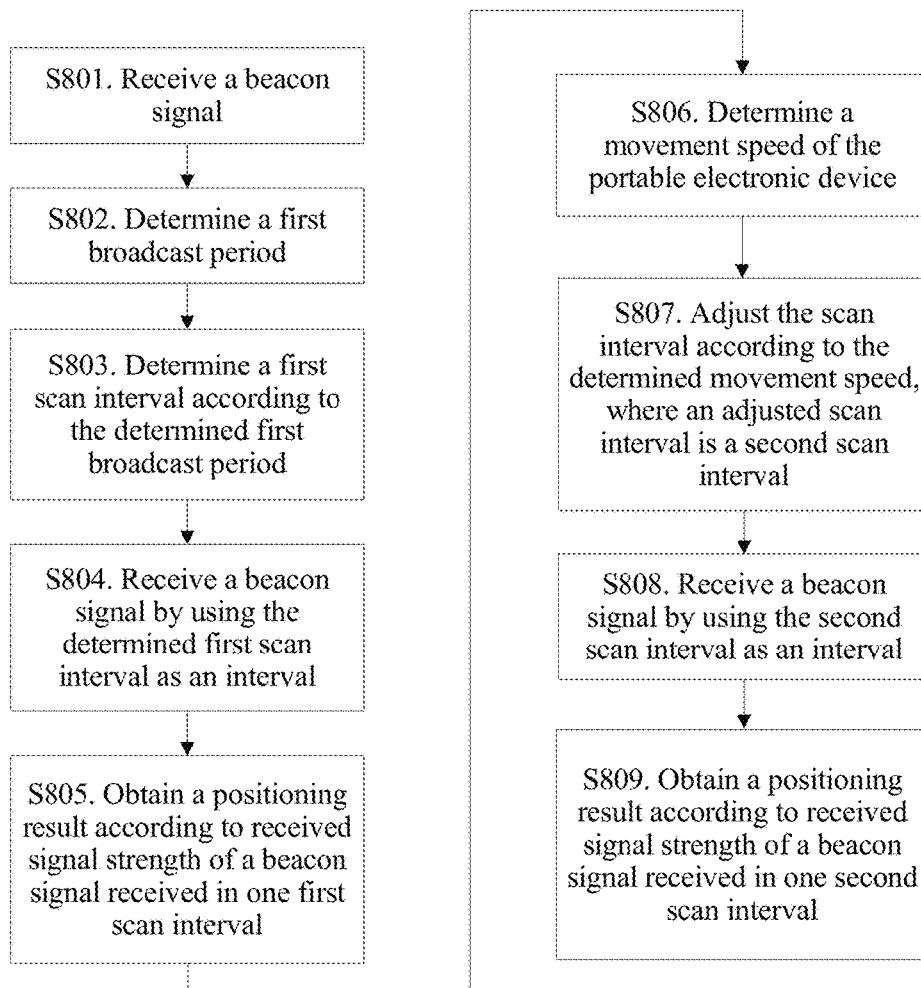 S801. Receive a beacon
signal
S802. Determine a first
broadcast period
S803. Determine a first
scan interval according to
the determined first
broadcast period
S804. Receive a beacon
signal by using the
determined first scan
interval as an interval
S805. Obtain a positioning
result according to received
signal strength of a beacon
signal received in one first
scan interval
S806. Determine a
movement speed of the
portable electronic device
S807. Adjust the scan
interval according to the
determined movement speed,
where an adjusted scan
interval is a second scan
interval
S808. Receive a beacon
signal by using the second
scan interval as an interval
S809. Obtain a positioning
result according to received
signal strength of a beacon
signal received in one second
scan interval